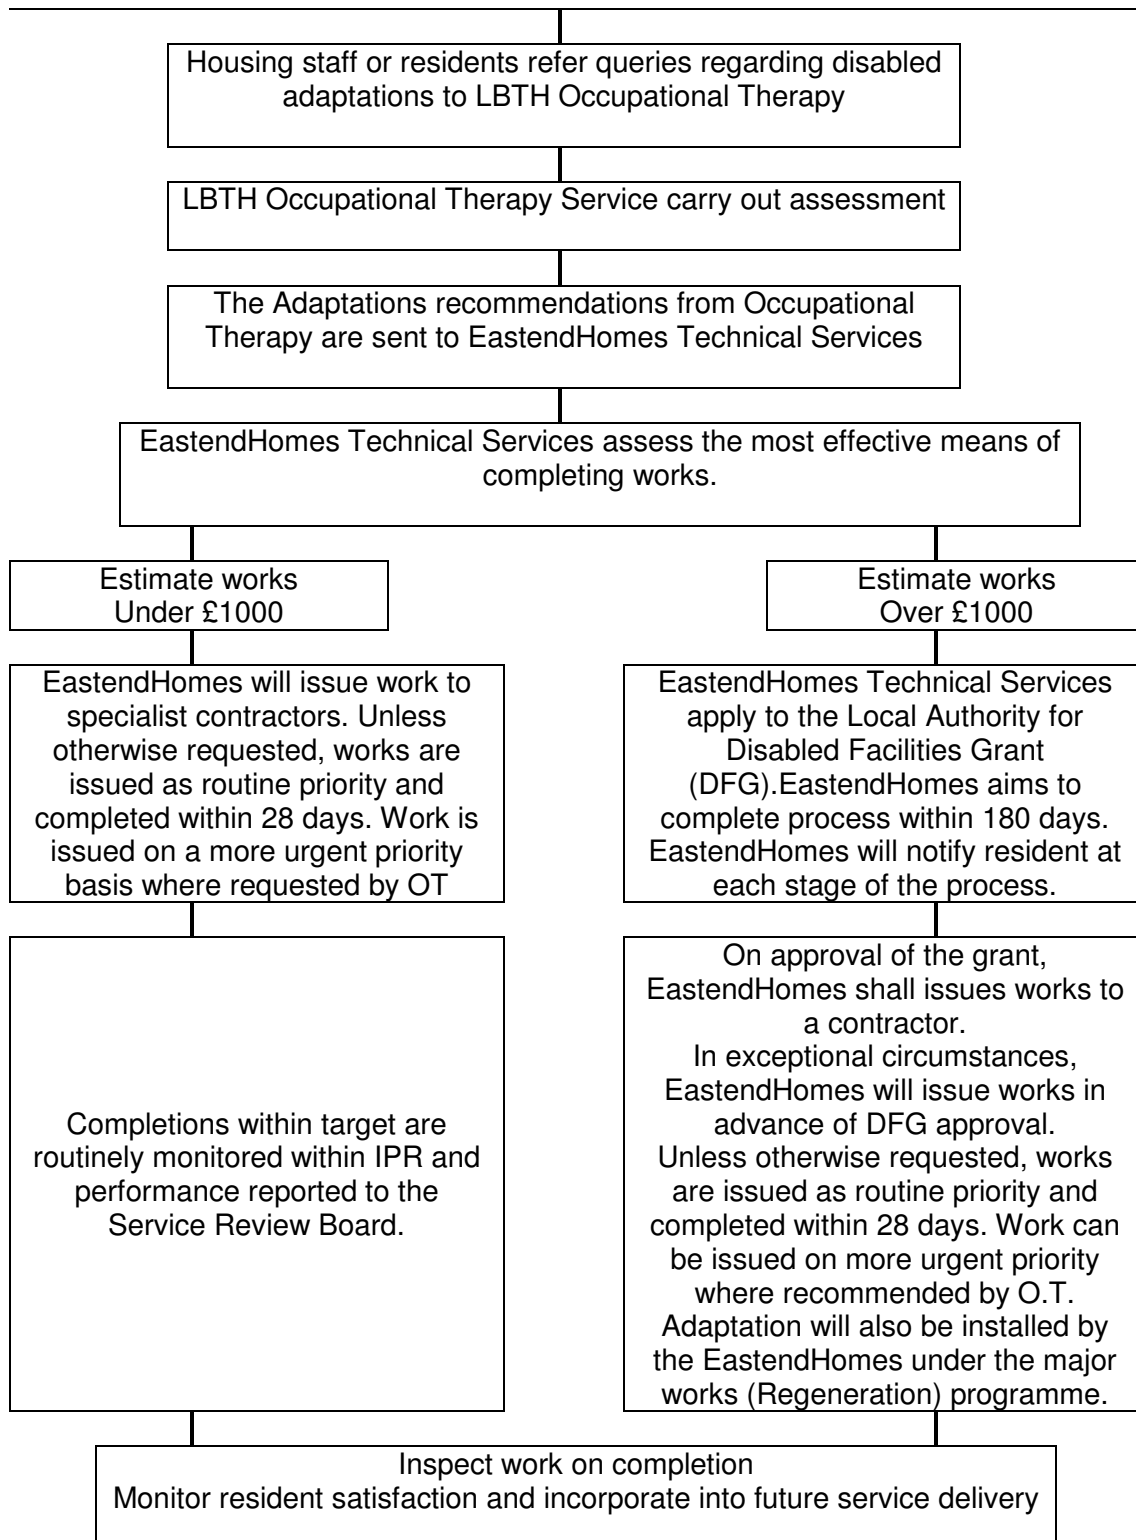 Housing staff or residents refer queries regarding disabled
adaptations to LBTH Occupational Therapy
LBTH Occupational Therapy Service carry out assessment
The Adaptations recommendations from Occupational
Therapy are sent to EastendHomes Technical Services
EastendHomes Technical Services assess the most effective means of
completing works.
Estimate works
Under £1000
Estimate works
Over £1000
EastendHomes will issue work to
specialist contractors. Unless
otherwise requested, works are
issued as routine priority and
completed within 28 days. Work is
issued on a more urgent priority
basis where requested by OT
EastendHomes Technical Services
apply to the Local Authority for
Disabled Facilities Grant
(DFG).EastendHomes aims to
complete process within 180 days.
EastendHomes will notify resident at
each stage of the process.
Completions within target are
routinely monitored within IPR and
performance reported to the
Service Review Board.
On approval of the grant,
EastendHomes shall issues works to
a contractor.
In exceptional circumstances,
EastendHomes will issue works in
advance of DFG approval.
Unless otherwise requested, works
are issued as routine priority and
completed within 28 days. Work can
be issued on more urgent priority
where recommended by O.T.
Adaptation will also be installed by
the EastendHomes under the major
works (Regeneration) programme.
Inspect work on completion
Monitor resident satisfaction and incorporate into future service delivery